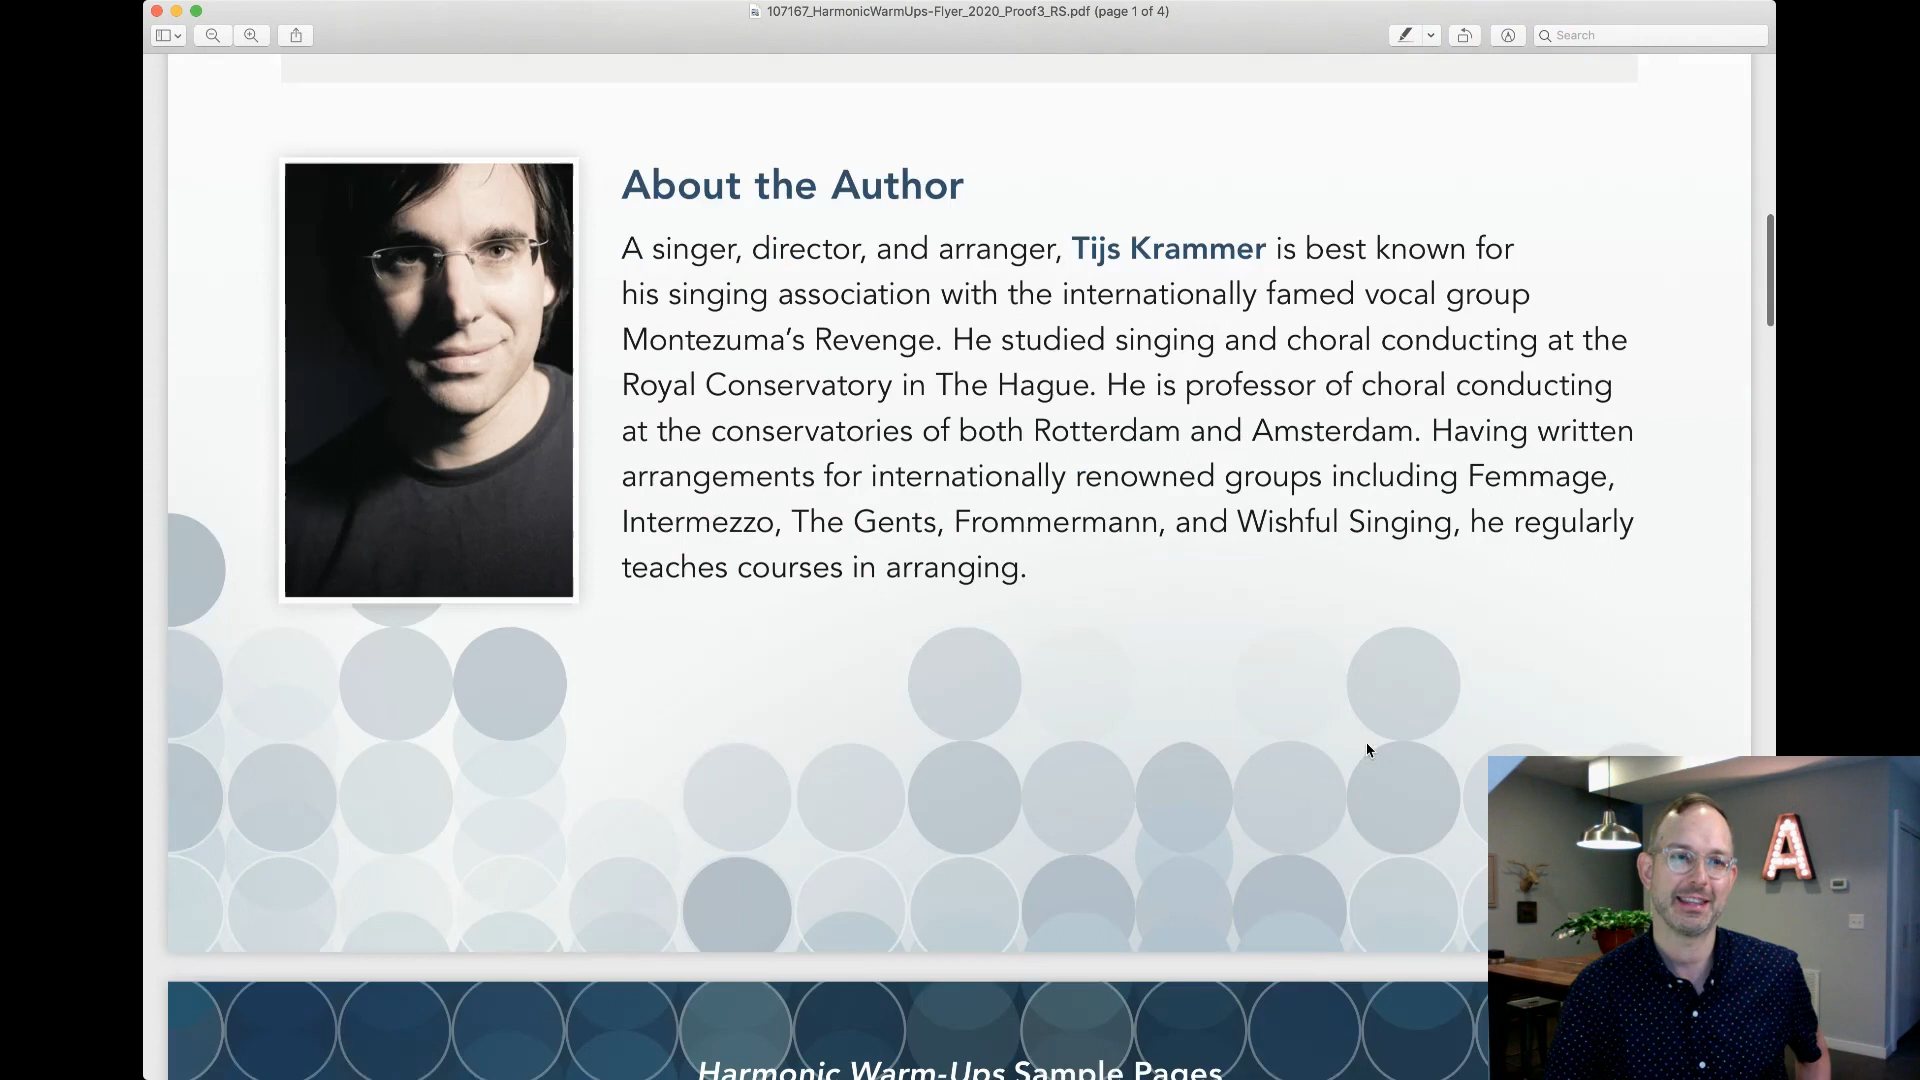 107167_HarmonicWarmUps-Flyer_2020_Proof3_RS.pdf (page 1 of 4)
Search
About the Author
A singer, director, and arranger, Tijs Krammer is best known for
his singing association with the internationally famed vocal group
Montezuma’s Revenge. He studied singing and choral conducting at the
Royal Conservatory in The Hague. He is professor of choral conducting
at the conservatories of both Rotterdam and Amsterdam. Having written
arrangements for internationally renowned groups including Femmage,
Intermezzo, The Gents, Frommermann, and Wishful Singing, he regularly
teaches courses in arranging.
A
Harmonic Warm-Ups Sample Pages